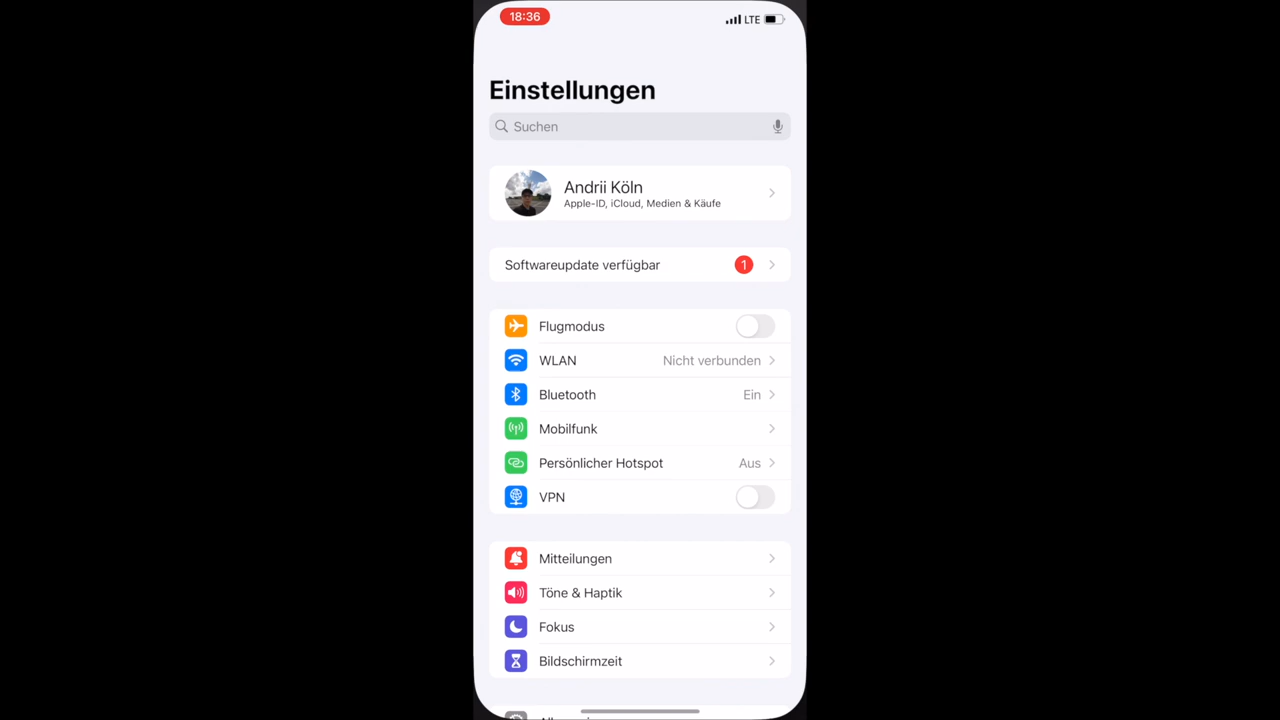 18:36
LTE
Einstellungen
Suchen
Andrii Köln
Apple-ID, iCloud, Medien & Käufe
Softwareupdate verfügbar 1
Flugmodus
WLAN Nicht verbunden
Bluetooth Ein
Mobilfunk
Persönlicher Hotspot Aus
VPN
Mitteilungen
Töne & Haptik
Fokus
Bildschirmzeit